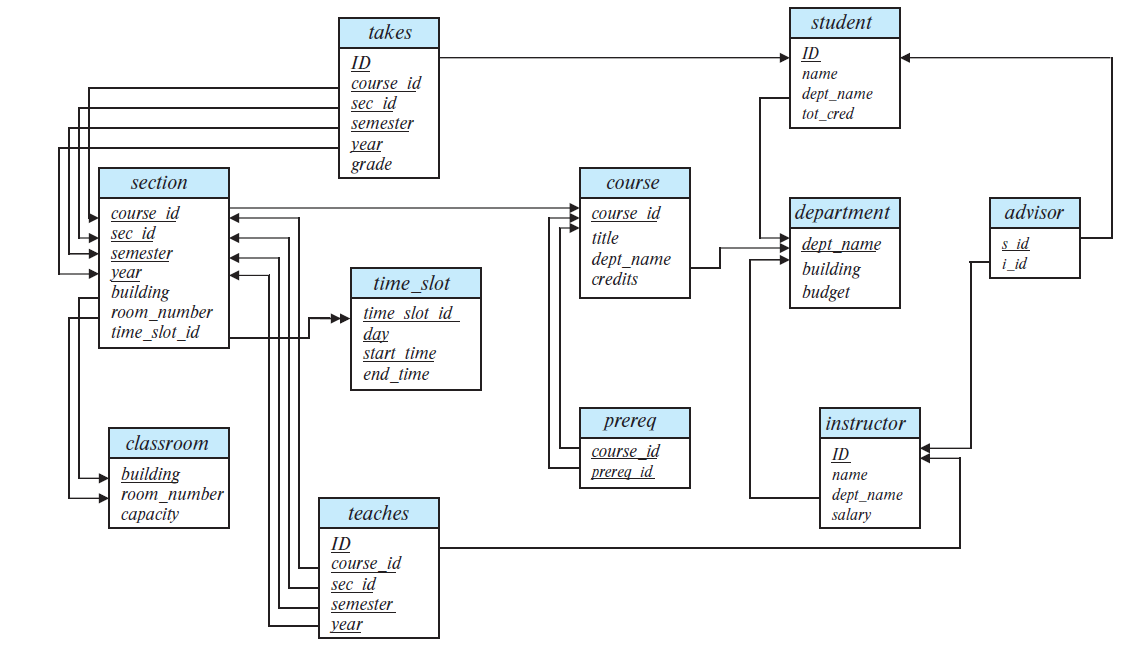 takes
ID
course_id
sec_id
semester
year
grade
student
ID
name
dept_name
tot_cred
section
course_id
sec_id
semester
year
building
room_number
time_slot_id
course
course_id
title
dept_name
credits
department
dept_name
building
budget
advisor
s_id
i_id
time_slot
time_slot_id
day
start_time
end_time
classroom
building
room_number
capacity
prereq
course_id
prereq_id
instructor
ID
name
dept_name
salary
teaches
ID
course_id
sec_id
semester
year